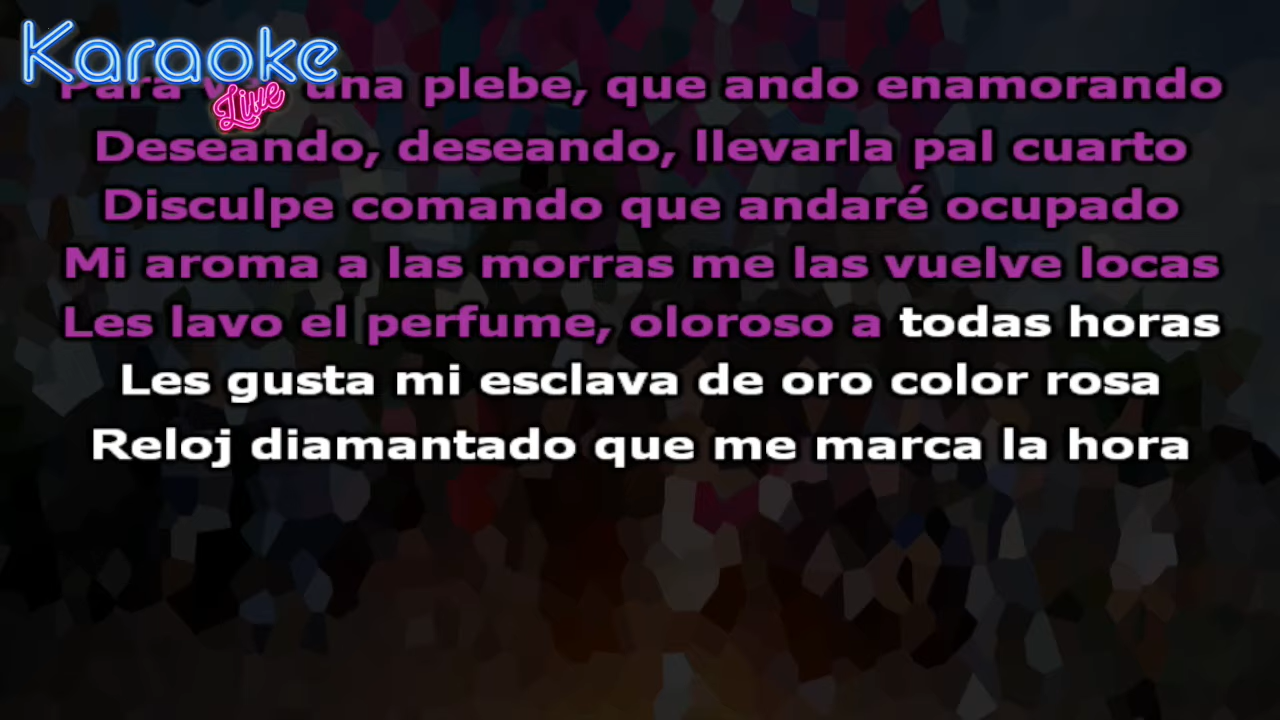 Karaoke
Live
Para una plebe, que ando enamorando
Deseando, deseando, llevarla pal cuarto
Disculpe comando que andaré ocupado
Mi aroma a las morras me las vuelve locas
Les lavo el perfume, oloroso a todas horas
Les gusta mi esclava de oro color rosa
Reloj diamantado que me marca la hora